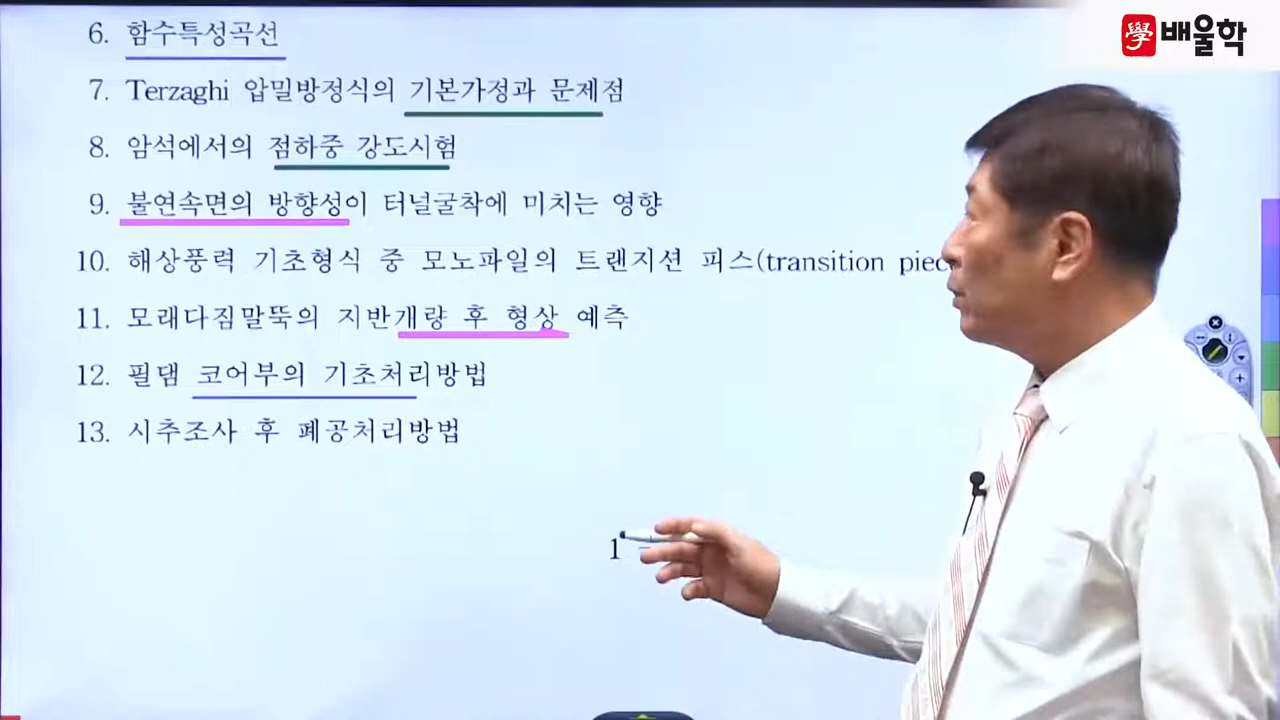 學 배울학
6. 함수특성곡선
7. Terzaghi 압밀방정식의 기본가정과 문제점
8. 암석에서의 점하중 강도시험
9. 불연속면의 방향성이 터널굴착에 미치는 영향
10. 해상풍력 기초형식 중 모노파일의 트랜지션 피스(transition piec
11. 모래다짐말뚝의 지반개량 후 형상 예측
12. 필댐 코어부의 기초처리방법
13. 시추조사 후 폐공처리방법
1